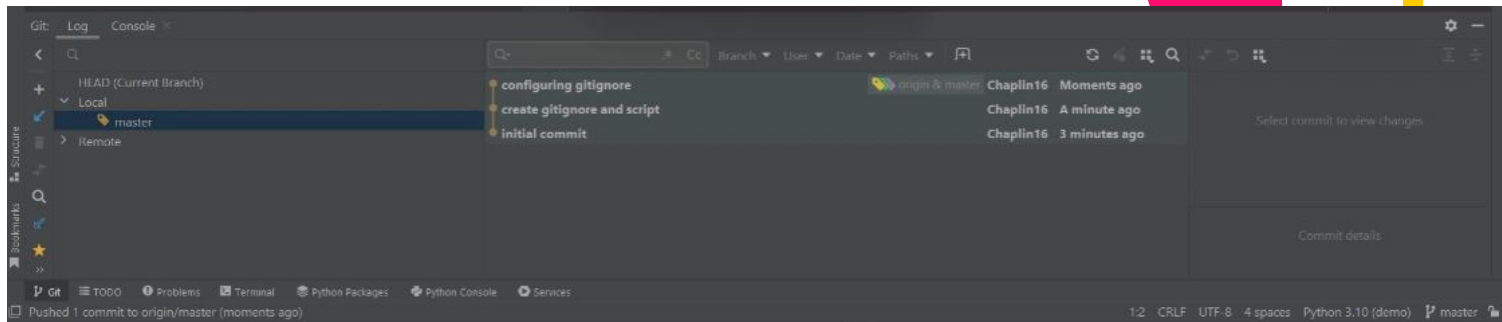 Git: Log Console
Cc Branch User Date Paths
HEAD (Current Branch)
Local
master
Remote
configuring gitignore origin & master Chaplin16 Moments ago
create gitignore and script Chaplin16 A minute ago
initial commit Chaplin16 3 minutes ago
Select commit to view changes
Commit details
Structure
Bookmarks
Git TODO Problems Terminal Python Packages Python Console Services
Pushed 1 commit to origin/master (moments ago) 1:2 CRLF UTF-8 4 spaces Python 3.10 (demo) master